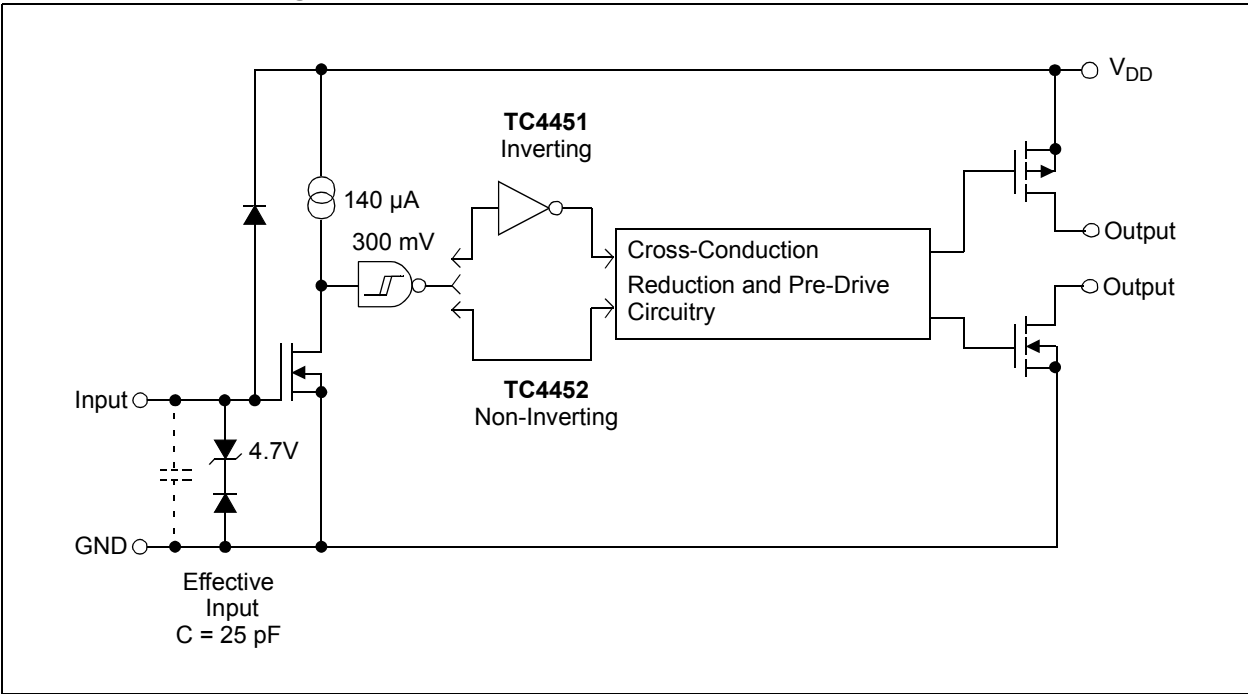 V_DD
TC4451
Inverting
140 µA
300 mV
Cross-Conduction
Reduction and Pre-Drive
Circuitry
Output
Output
TC4452
Non-Inverting
Input
4.7V
GND
Effective
Input
C = 25 pF